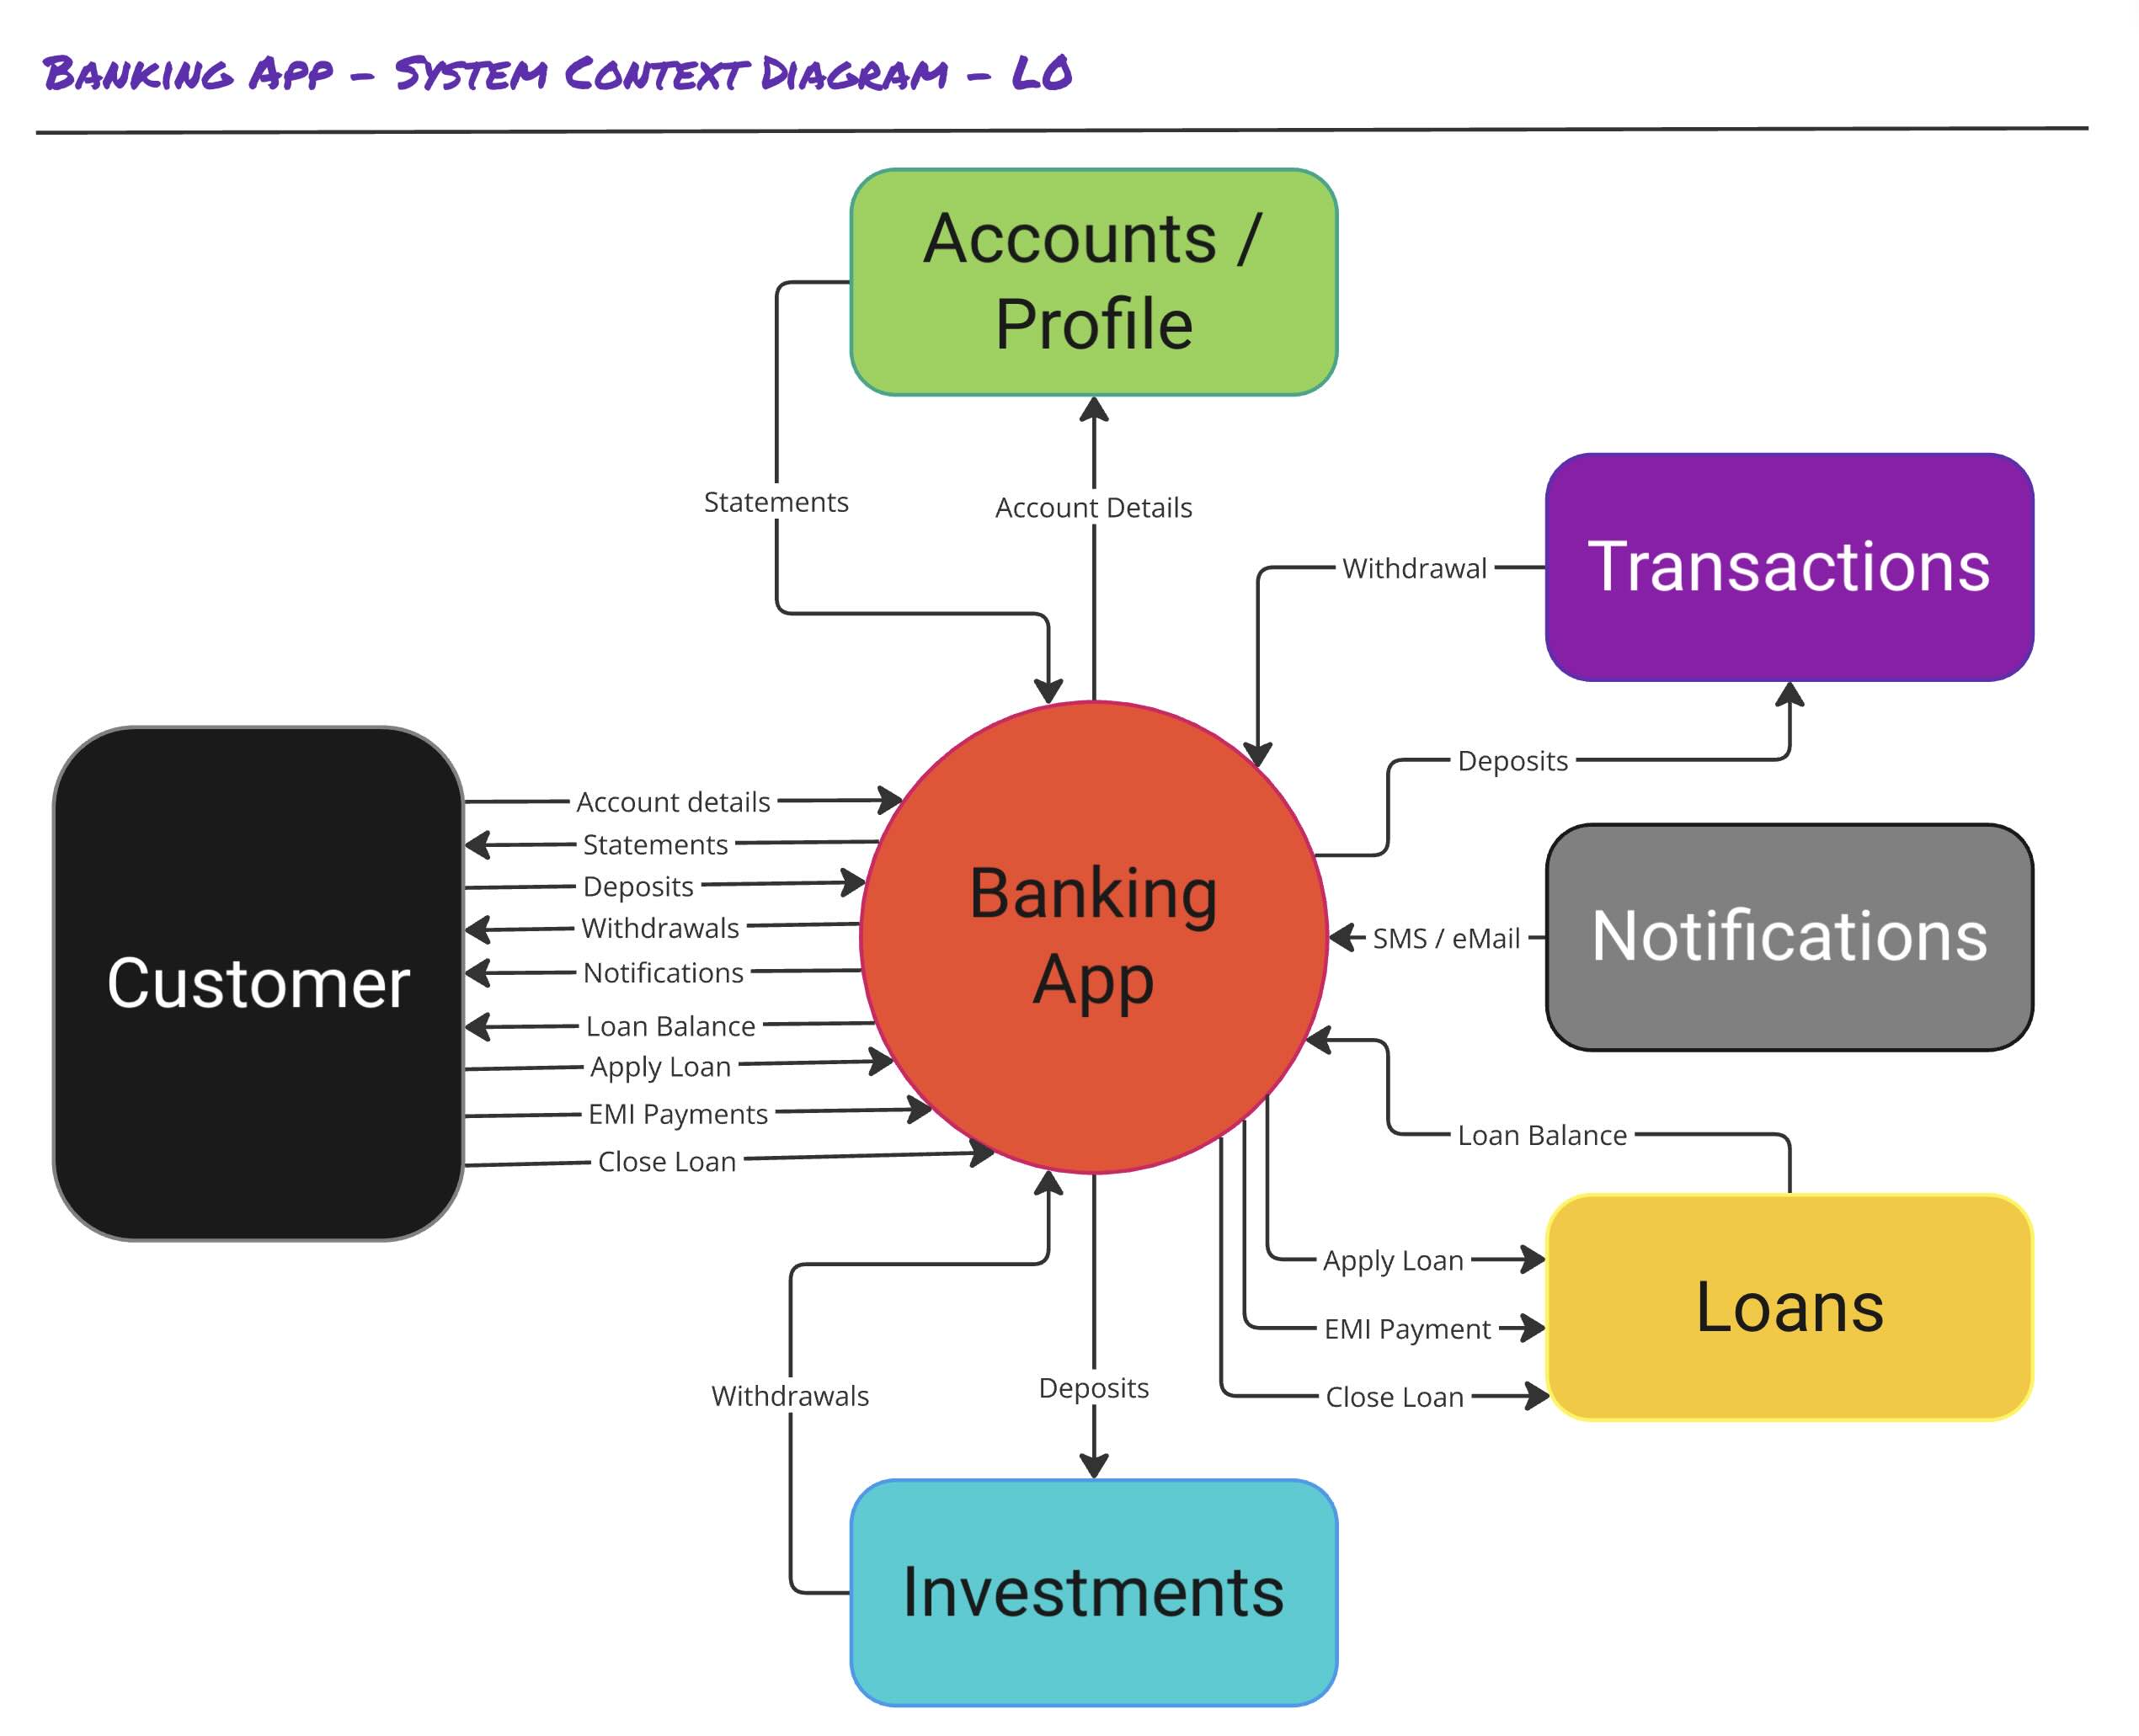 Banking App - System Context Diagram - L0
Accounts /
Profile
Statements
Account Details
Withdrawal
Transactions
Deposits
Customer
Account details
Statements
Deposits
Withdrawals
Notifications
Loan Balance
Apply Loan
EMI Payments
Close Loan
Banking
App
SMS / eMail
Notifications
Loan Balance
Apply Loan
EMI Payment
Close Loan
Loans
Withdrawals
Deposits
Investments